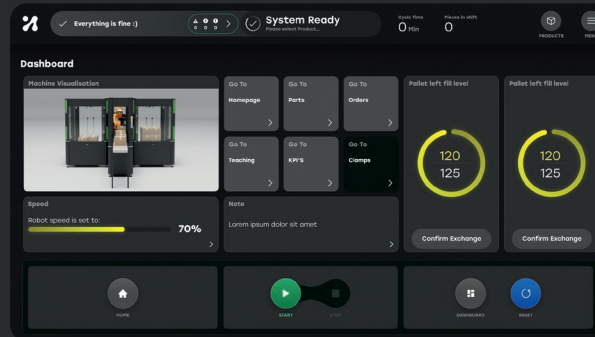 Everything is fine :)
0 0 0
System Ready
Please select Product...
Cycle Time
0 Min
Pieces in shift
0
PRODUCTS
Dashboard
Machine Visualisation
Go To
Homepage
Go To
Parts
Go To
Orders
Go To
Teaching
Go To
KPI'S
Go To
Clamps
Pallet left fill level
120
125
Confirm Exchange
Pallet left fill level
120
125
Confirm Exchange
Speed
Robot speed is set to:
70%
Note
Lorem ipsum dolor sit amet
HOME
START
STOP
DASHBOARD
RESET